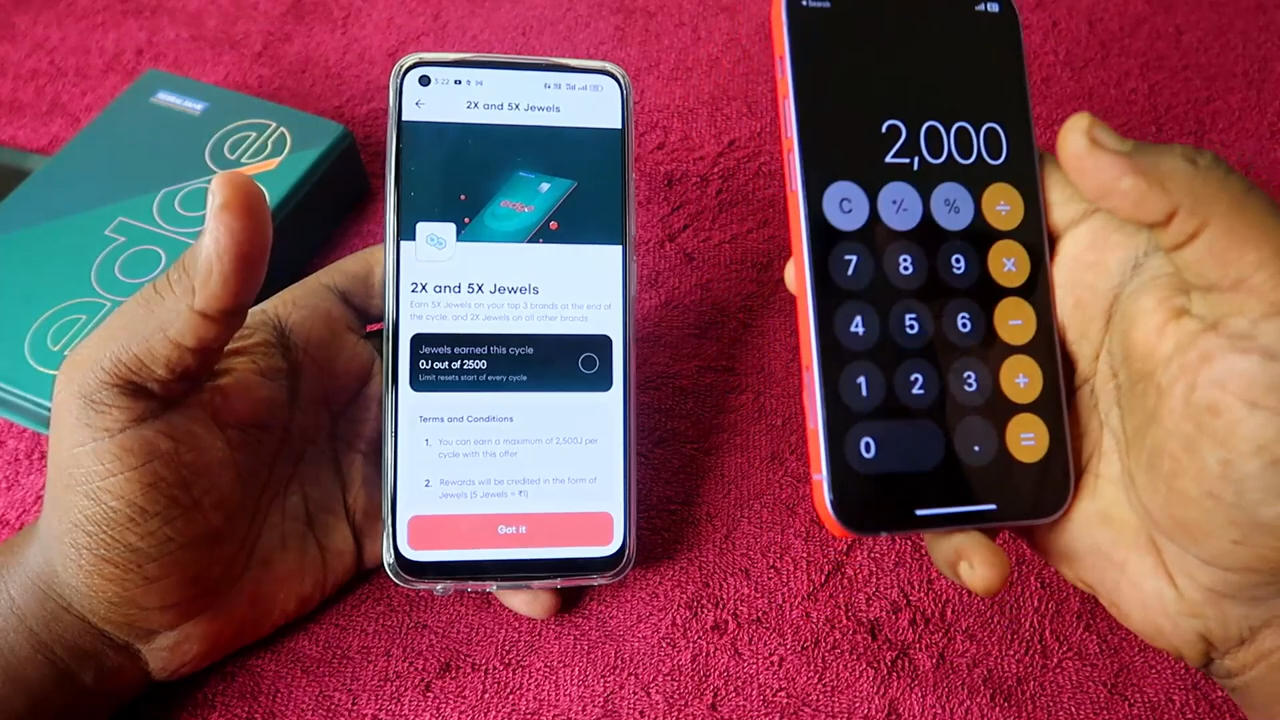 edge
3:22
2X and 5X Jewels
edge
2X and 5X Jewels
Earn 5X Jewels on your top 3 brands at the end of
the cycle, and 2X Jewels on all other brands
Jewels earned this cycle
0J out of 2500
Limit resets start of every cycle
Terms and Conditions
1. You can earn a maximum of 2,500J per
cycle with this offer
2. Rewards will be credited in the form of
Jewels (5 Jewels = ₹1)
Got it
Search
2,000
C +/- % ÷
7 8 9 ×
4 5 6 −
1 2 3 +
0 . =